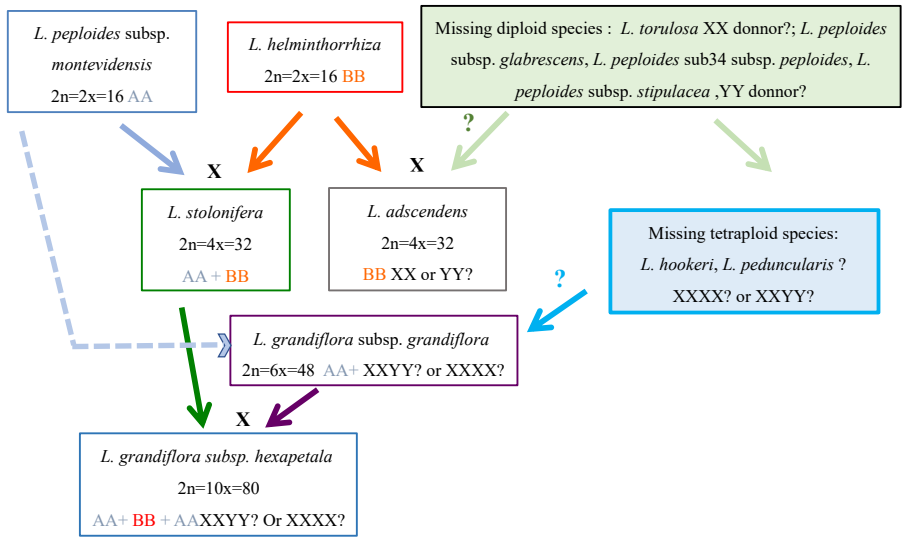 L. peploides subsp.
montevidensis
2n=2x=16 AA
L. helminthorrhiza
2n=2x=16 BB
Missing diploid species : L. torulosa XX donnor?; L. peploides
subsp. glabrescens, L. peploides sub34 subsp. peploides, L.
peploides subsp. stipulacea ,YY donnor?
?
X
X
L. stolonifera
2n=4x=32
AA + BB
L. adscendens
2n=4x=32
BB XX or YY?
Missing tetraploid species:
L. hookeri, L. peduncularis ?
XXXX? or XXYY?
?
L. grandiflora subsp. grandiflora
2n=6x=48 AA+ XXYY? or XXXX?
X
L. grandiflora subsp. hexapetala
2n=10x=80
AA+ BB + AAXXYY? Or XXXX?